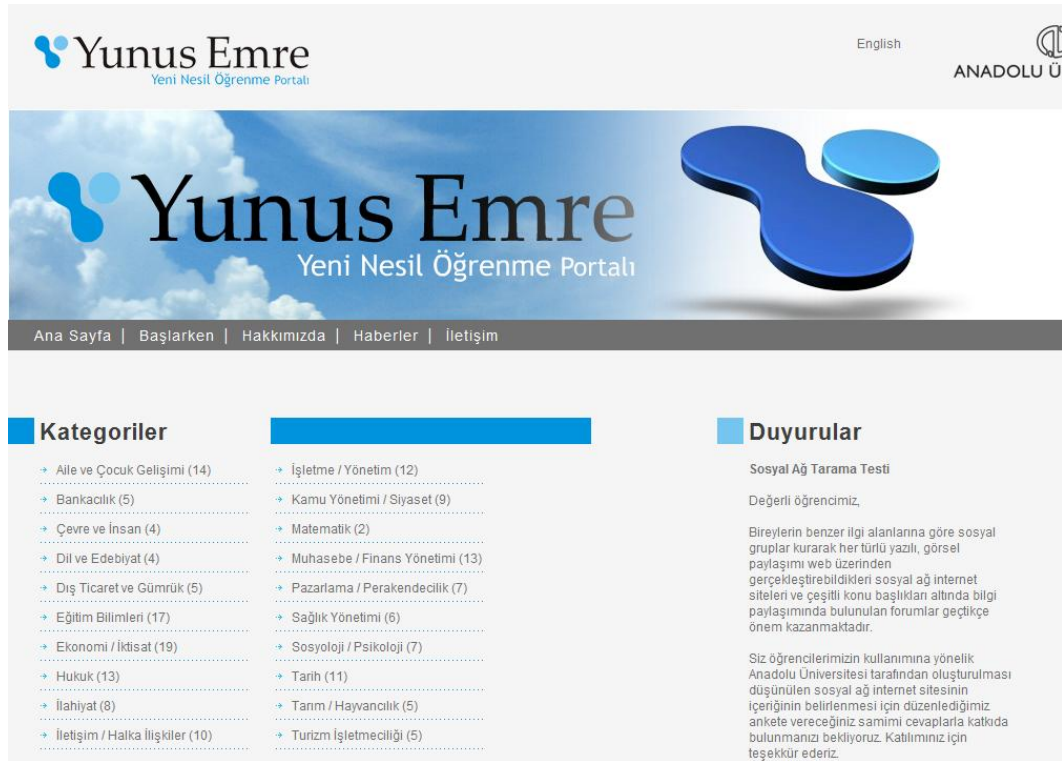 Yunus Emre
Yeni Nesil Öğrenme Portalı
English
ANADOLU
Yunus Emre
Yeni Nesil Öğrenme Portalı
Ana Sayfa | Başlarken | Hakkımızda | Haberler | İletişim
Kategoriler
Aile ve Çocuk Gelişimi (14)
Bankacılık (5)
Çevre ve İnsan (4)
Dil ve Edebiyat (4)
Dış Ticaret ve Gümrük (5)
Eğitim Bilimleri (17)
Ekonomi / İktisat (19)
Hukuk (13)
İlahiyat (8)
İletişim / Halka İlişkiler (10)
İşletme / Yönetim (12)
Kamu Yönetimi / Siyaset (9)
Matematik (2)
Muhasebe / Finans Yönetimi (13)
Pazarlama / Perakendecilik (7)
Sağlık Yönetimi (6)
Sosyoloji / Psikoloji (7)
Tarih (11)
Tarım / Hayvancılık (5)
Turizm İşletmeciliği (5)
Duyurular
Sosyal Ağ Tarama Testi
Değerli öğrencimiz,
Bireylerin benzer ilgi alanlarına göre sosyal
gruplar kurarak her türlü yazılı, görsel
paylaşımı web üzerinden
gerçekleştirebildikleri sosyal ağ internet
siteleri ve çeşitli konu başlıkları altında bilgi
paylaşımında bulunulan forumlar geçtikçe
önem kazanmaktadır.
Siz öğrencilerimizin kullanımına yönelik
Anadolu Üniversitesi tarafından oluşturulması
düşünülen sosyal ağ internet sitesinin
içeriğinin belirlenmesi için düzenlediğimiz
ankete vereceğiniz samimi cevaplarla katkıda
bulunmanızı bekliyoruz. Katılımınız için
teşekkür ederiz.